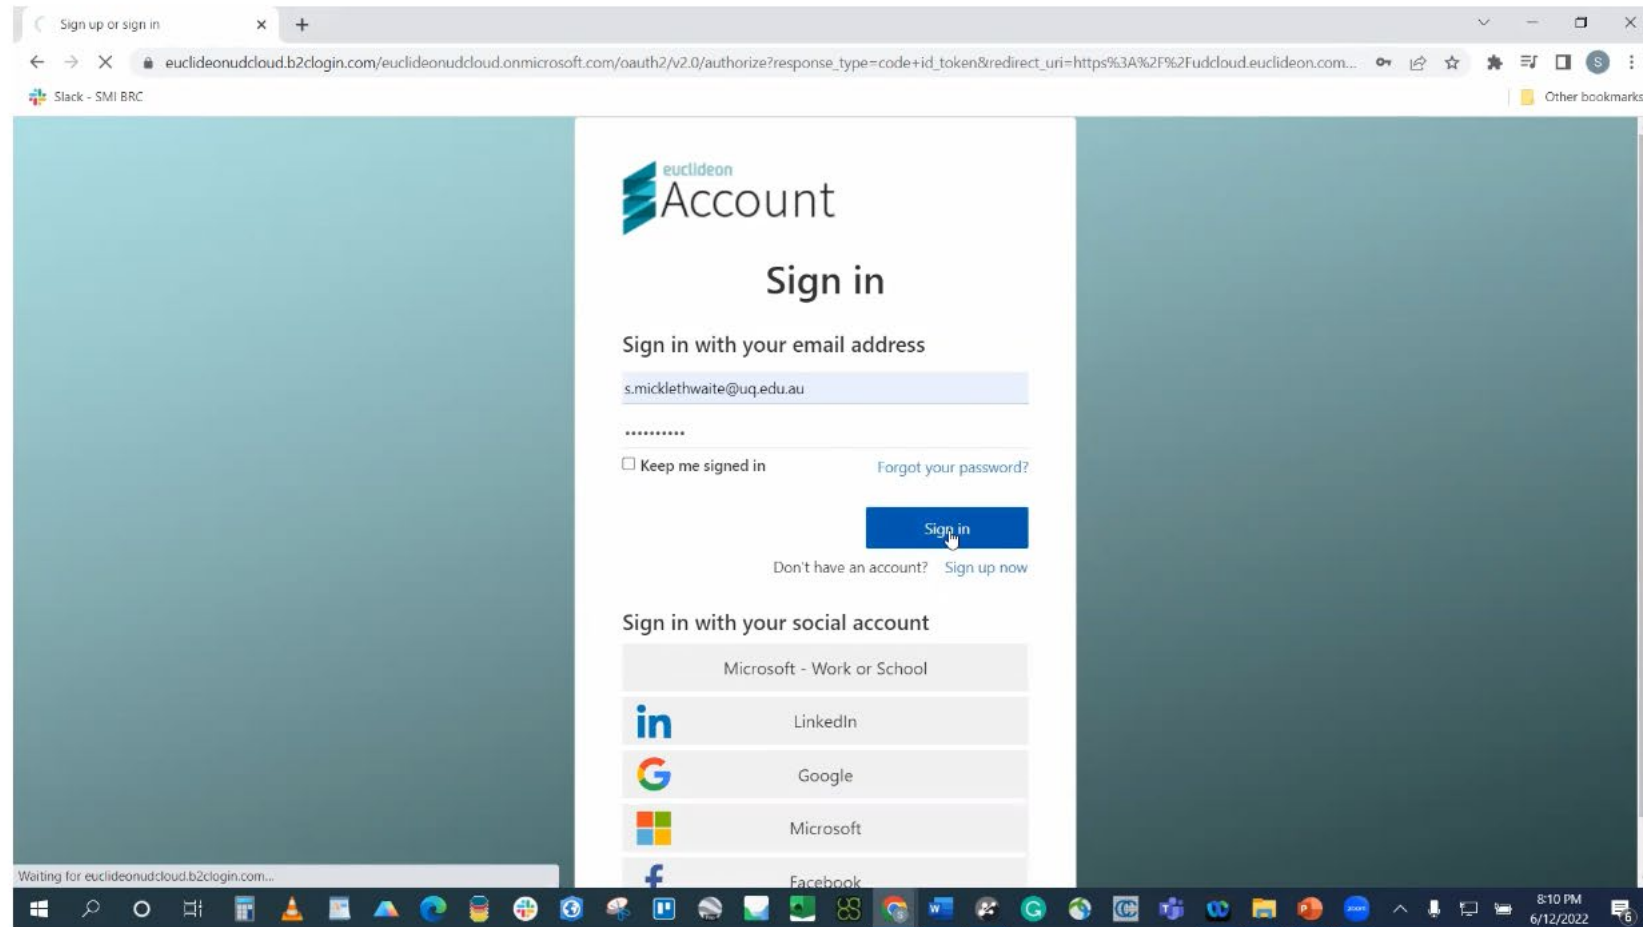 Sign up or sign in
euclideonudcloud.b2clogin.com/euclideonudcloud.onmicrosoft.com/oauth2/v2.0/authorize?response_type=code+id_token&redirect_uri=https%3A%2F%2Fudcloud.euclideon.com...
S
Slack - SMI BRC
Other bookmarks
euclideon
Account
Sign in
Sign in with your email address
s.micklethwaite@uq.edu.au
••••••••••
Keep me signed in
Forgot your password?
Sign in
Don't have an account? Sign up now
Sign in with your social account
Microsoft - Work or School
in LinkedIn
Google
Microsoft
Facebook
Waiting for euclideonudcloud.b2clogin.com...
8:10 PM
6/12/2022
6